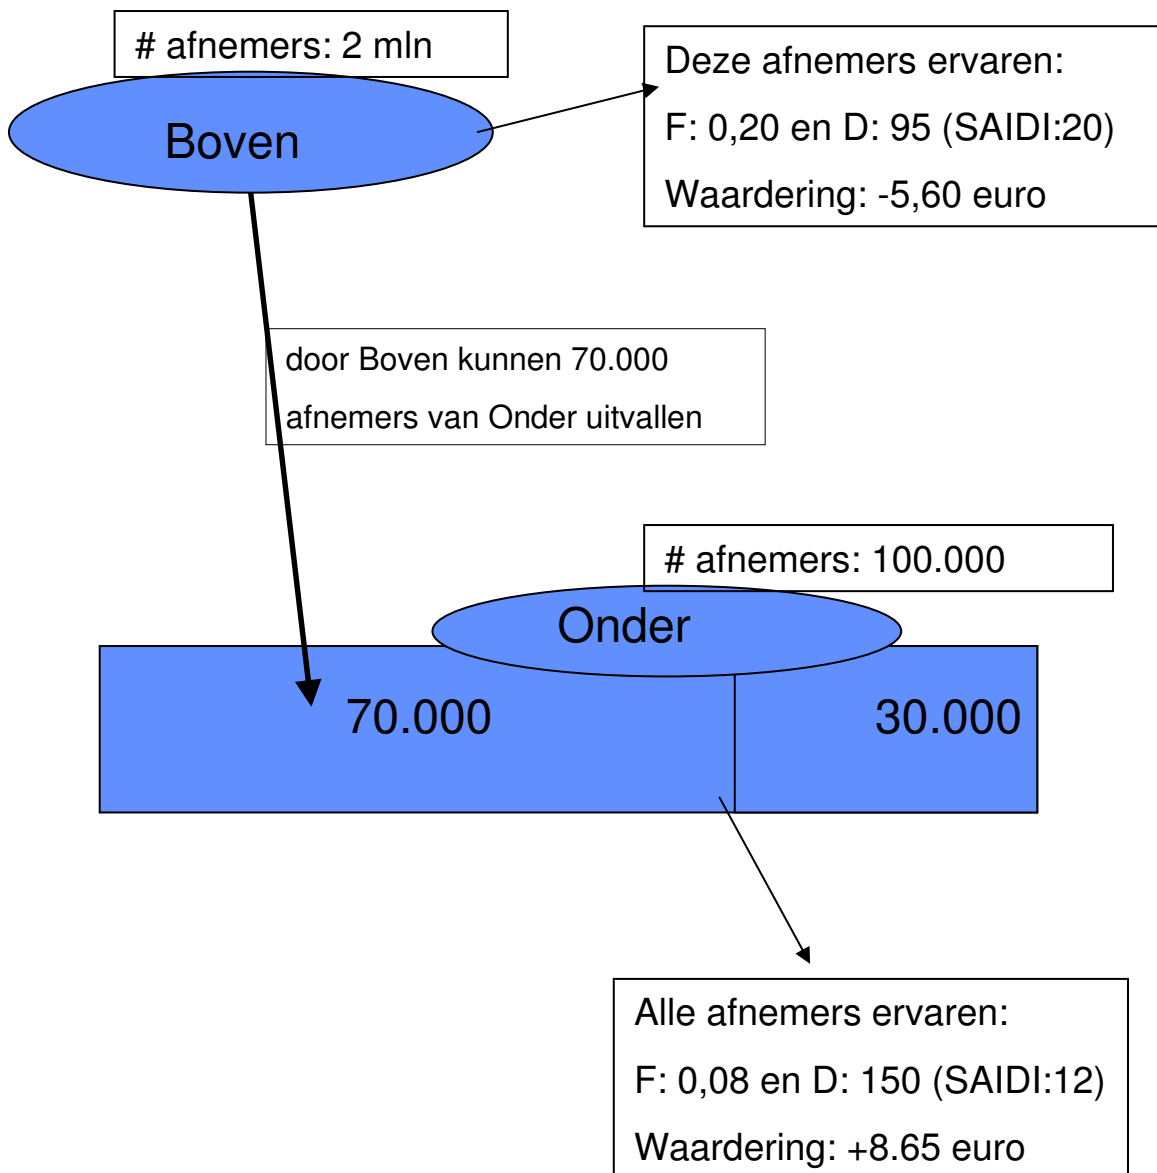 # afnemers: 2 mln
Boven
Deze afnemers ervaren:
F: 0,20 en D: 95 (SAIDI:20)
Waardering: -5,60 euro
door Boven kunnen 70.000
afnemers van Onder uitvallen
# afnemers: 100.000
Onder
70.000
30.000
Alle afnemers ervaren:
F: 0,08 en D: 150 (SAIDI:12)
Waardering: +8.65 euro